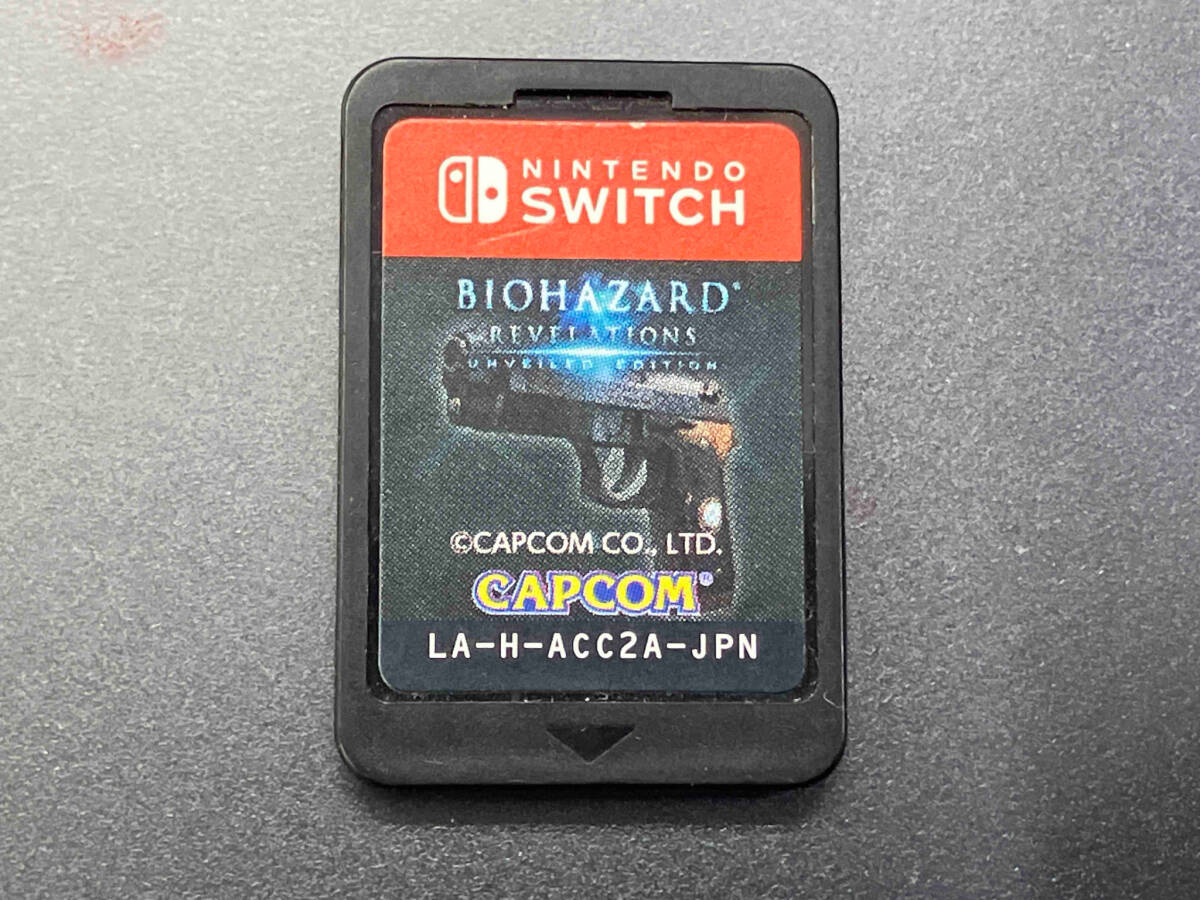 NINTENDO
SWITCH
BIOHAZARD®
REVELATIONS
UNVEILED EDITION
©CAPCOM CO., LTD.
CAPCOM®
LA-H-ACC2A-JPN